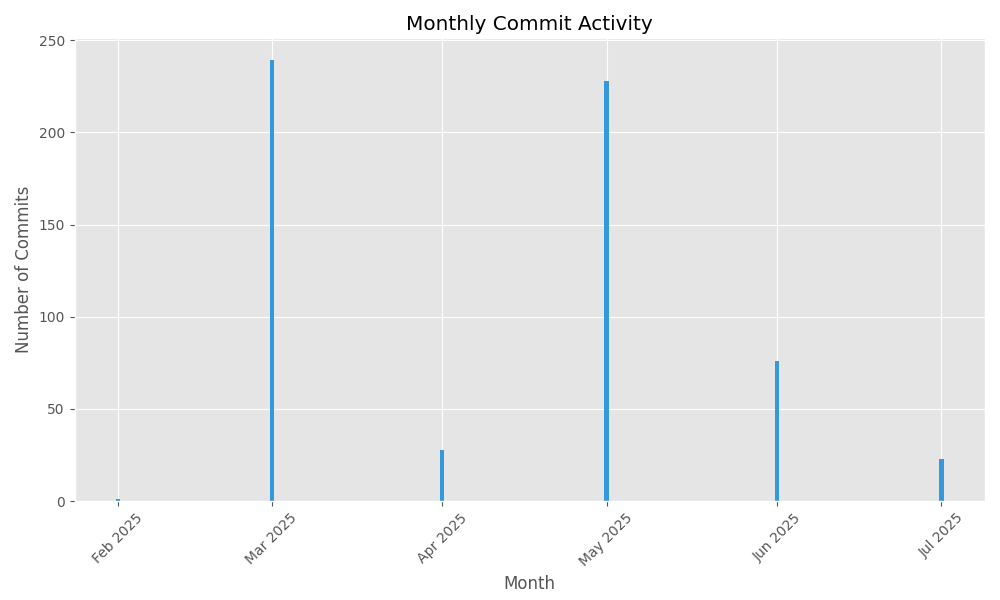 Monthly Commit Activity
250
200
150
100
50
0
Number of Commits
Feb 2025
Mar 2025
Apr 2025
May 2025
Jun 2025
Jul 2025
Month